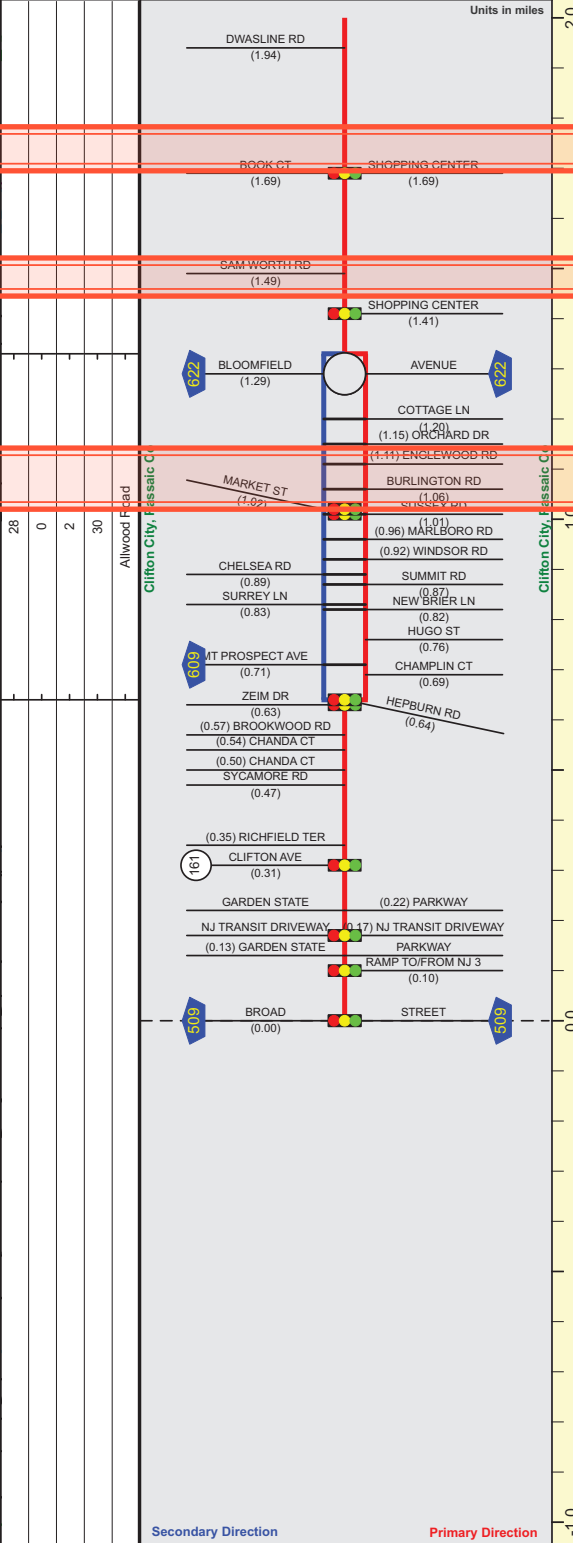 Units in miles
2.0
DWASLINE RD
(1.94)
BOOK CT
(1.69)
SHOPPING CENTER
(1.69)
SAM WORTH RD
(1.49)
SHOPPING CENTER
(1.41)
622
BLOOMFIELD
(1.29)
AVENUE
622
COTTAGE LN
(1.20)
(1.15) ORCHARD DR
(1.11) ENGLEWOOD RD
BURLINGTON RD
(1.06)
MARKET ST
(1.02)
SUSSEX RD
(1.01)
1.0
28
0
2
30
Allwood Road
Clifton City, Passaic Co
Clifton City, Passaic Co
(0.96) MARLBORO RD
(0.92) WINDSOR RD
CHELSEA RD
(0.89)
SUMMIT RD
(0.87)
SURREY LN
(0.83)
NEW BRIER LN
(0.82)
HUGO ST
(0.76)
609
MT PROSPECT AVE
(0.71)
CHAMPLIN CT
(0.69)
ZEIM DR
(0.63)
HEPBURN RD
(0.64)
(0.57) BROOKWOOD RD
(0.54) CHANDA CT
(0.50) CHANDA CT
SYCAMORE RD
(0.47)
(0.35) RICHFIELD TER
161
CLIFTON AVE
(0.31)
GARDEN STATE
(0.22) PARKWAY
NJ TRANSIT DRIVEWAY
(0.17) NJ TRANSIT DRIVEWAY
(0.13) GARDEN STATE
PARKWAY
RAMP TO/FROM NJ 3
(0.10)
509
BROAD
(0.00)
STREET
509
0.0
-1.0
Secondary Direction
Primary Direction